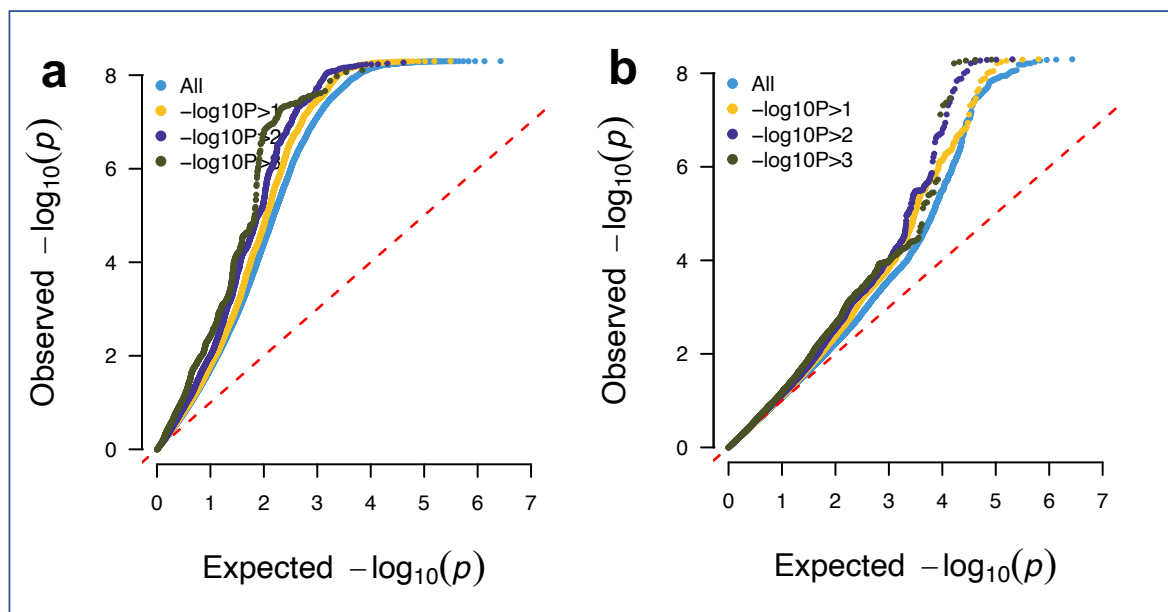 a
8
6
4
2
0
All
−log10P>1
−log10P>2
−log10P>3
Observed −log10(p)
0 1 2 3 4 5 6 7
Expected −log10(p)
b
8
6
4
2
0
All
−log10P>1
−log10P>2
−log10P>3
Observed −log10(p)
0 1 2 3 4 5 6 7
Expected −log10(p)